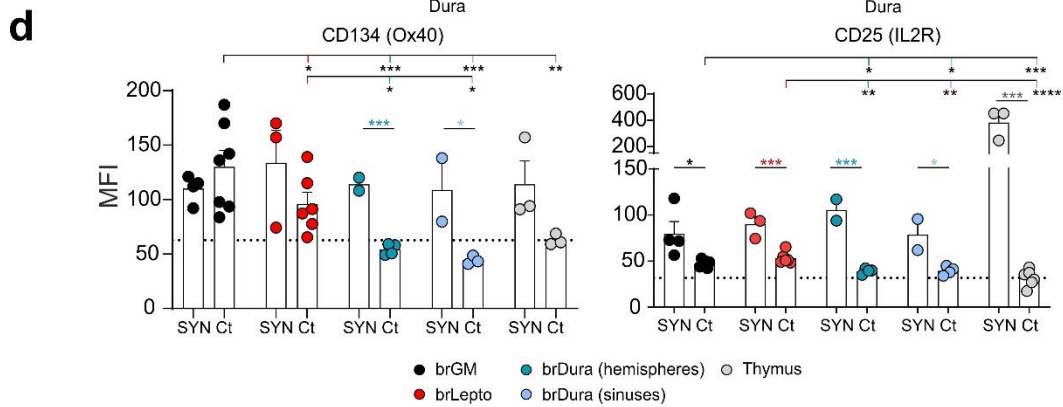 d
Dura
Dura
CD134 (Ox40)
CD25 (IL2R)
* *** *** **
* *
* * ***
** ** ****
*** *
* *** *** * ***
MFI
200
150
100
50
0
600
400
200
150
100
50
0
SYN Ct SYN Ct SYN Ct SYN Ct SYN Ct
SYN Ct SYN Ct SYN Ct SYN Ct SYN Ct
brGM brDura (hemispheres) Thymus
brLepto brDura (sinuses)